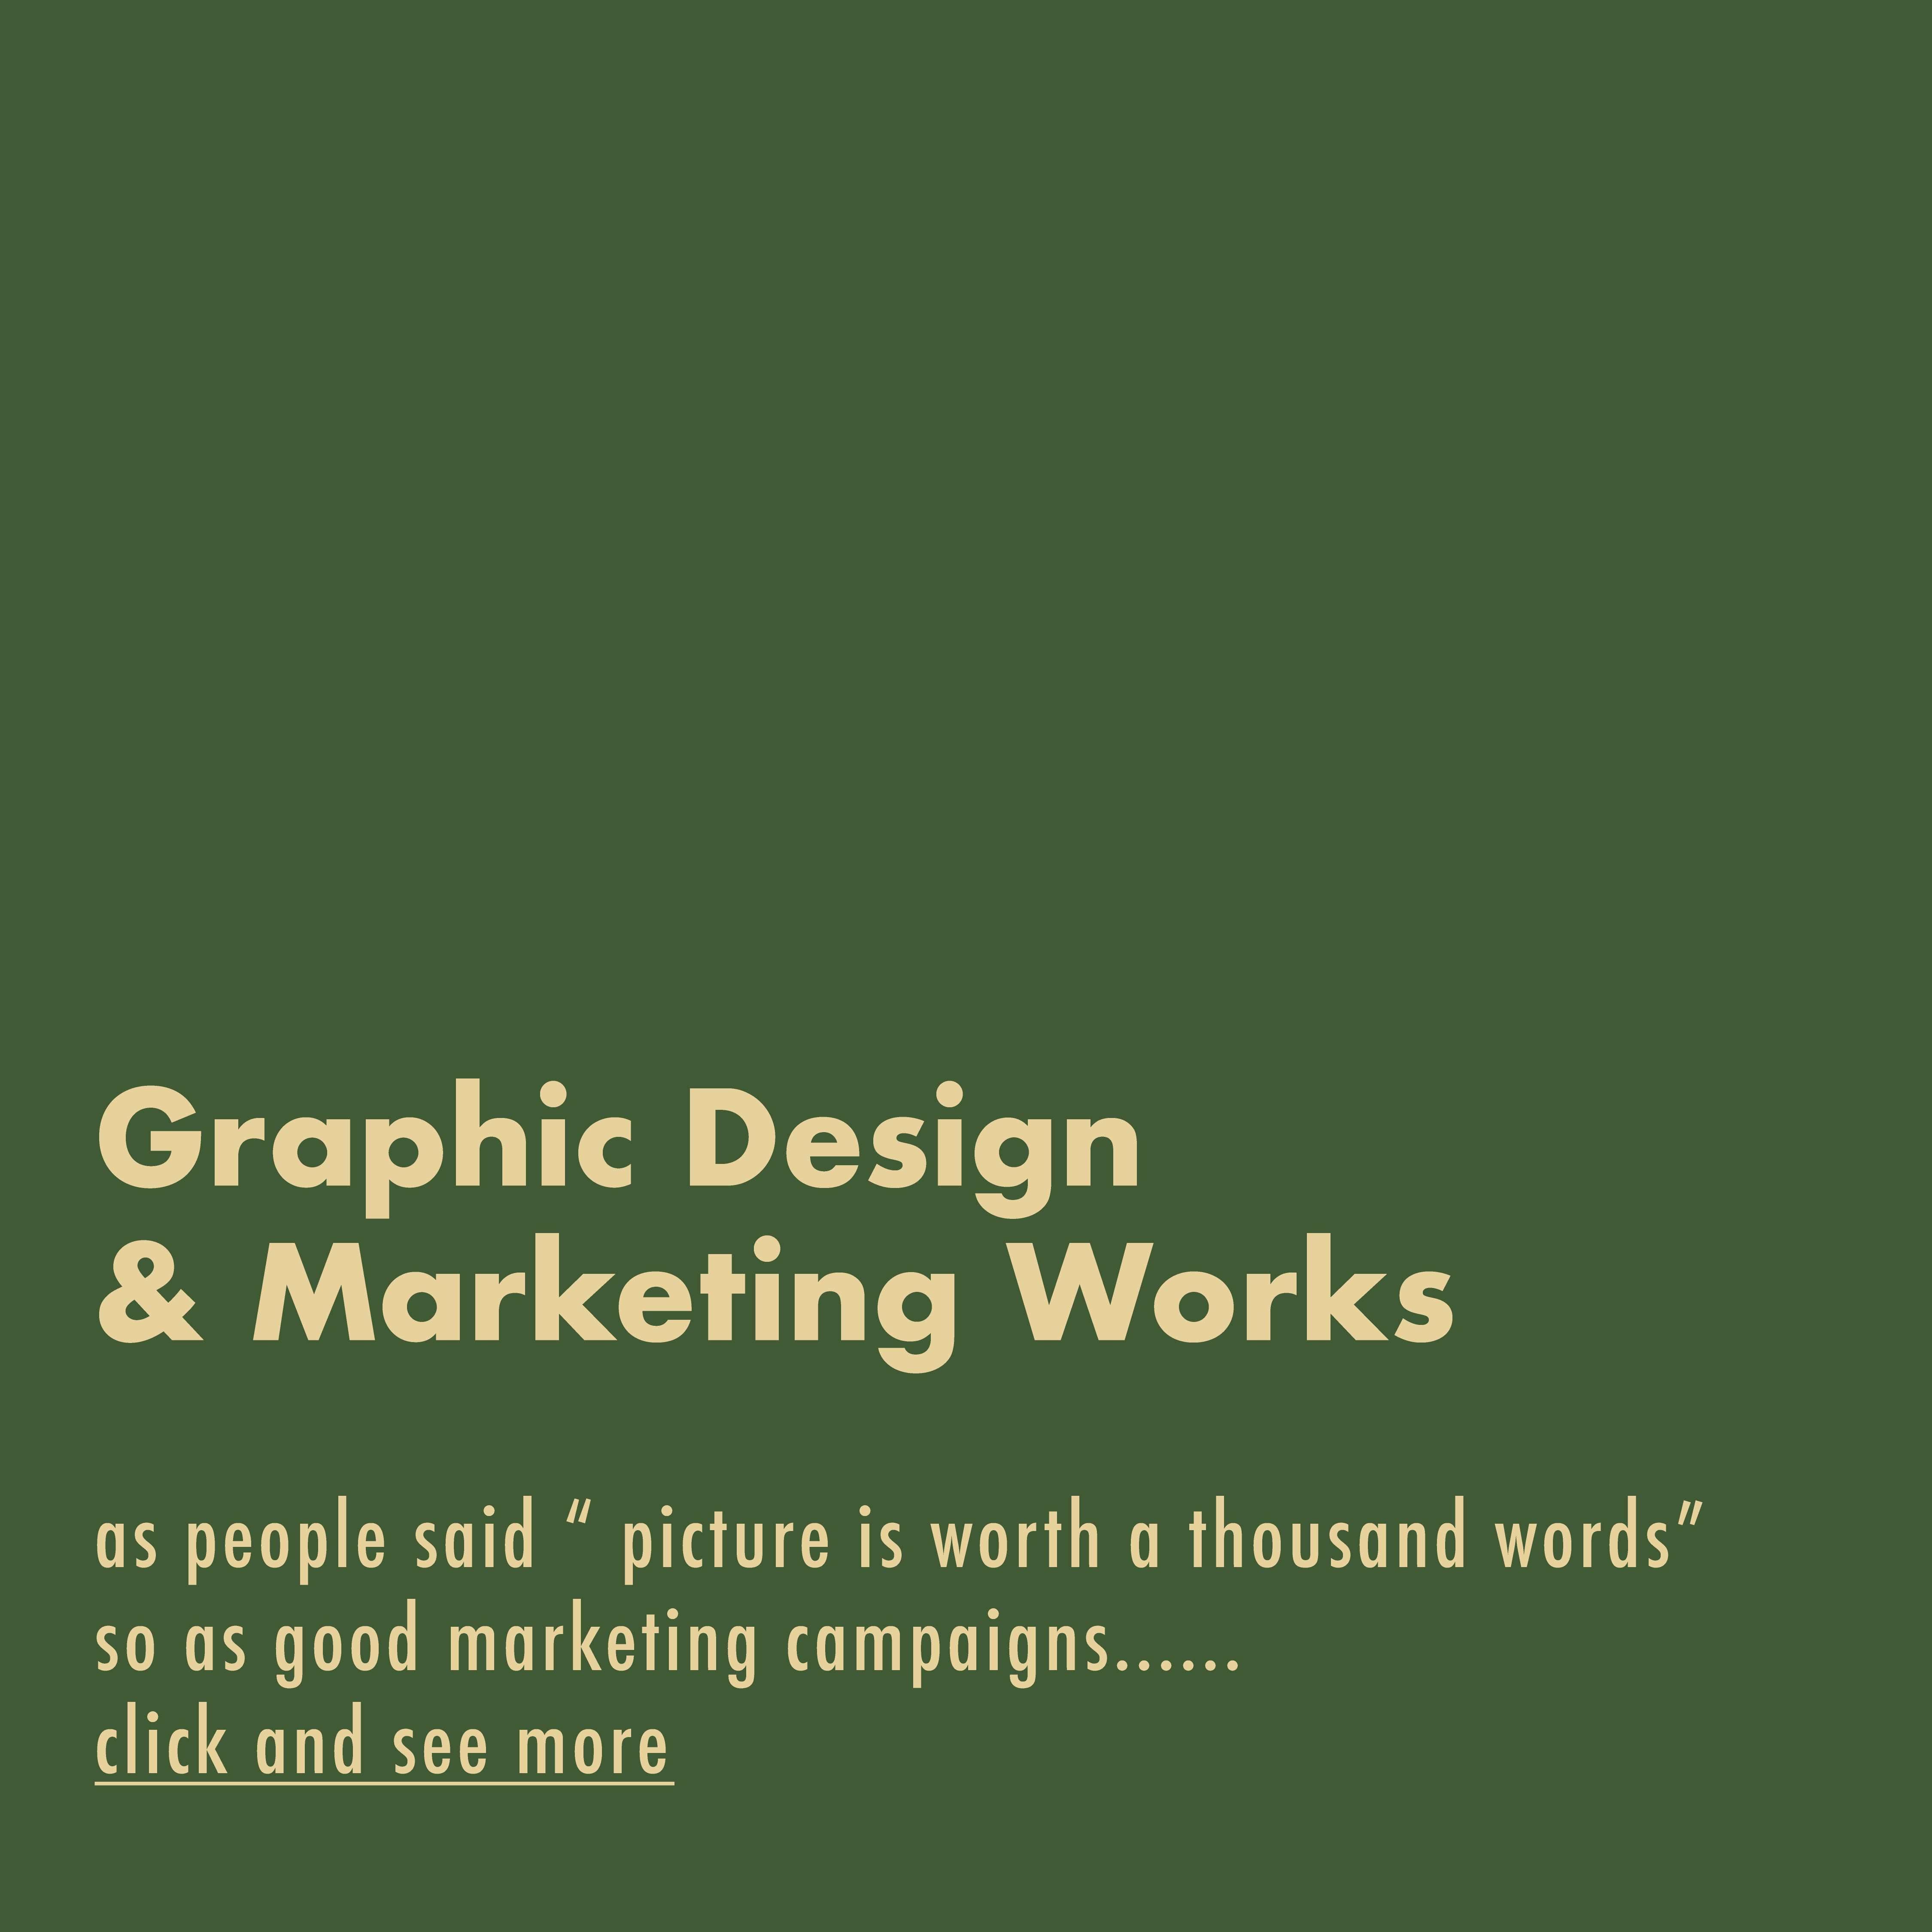 Graphic Design
& Marketing Works
as people said “ picture is worth a thousand words”
so as good marketing campaigns......
click and see more